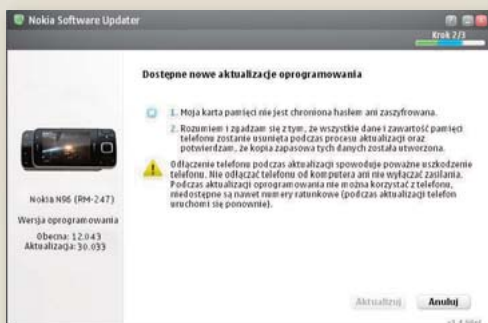 Nokia Software Updater
Krok 2/3
Dostępne nowe aktualizacje oprogramowania
1. Moja karta pamięci nie jest chroniona hasłem ani zaszyfrowana.
2. Rozumiem i zgadzam się z tym, że wszystkie dane i zawartość pamięci
telefonu zostanie usunięta podczas procesu aktualizacji oraz
potwierdzam, że kopia zapasowa tych danych została utworzona.
Odłączenie telefonu podczas aktualizacji spowoduje poważne uszkodzenie
telefonu. Nie odłączać telefonu od komputera ani nie wyłączać zasilania.
Podczas aktualizacji oprogramowania nie można korzystać z telefonu,
niedostępne są nawet numery ratunkowe (podczas aktualizacji telefon
uruchomi się ponownie).
Nokia N96 (RM-247)
Wersja oprogramowania
Obecna: 12.043
Aktualizacja: 30.033
Aktualizuj
Anuluj